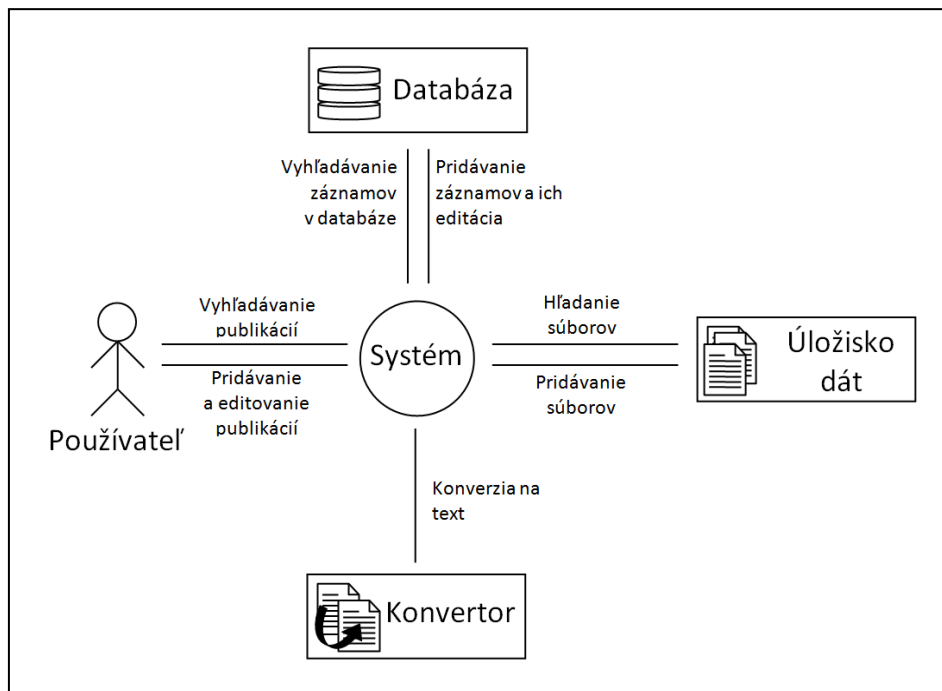 Databáza
Vyhľadávanie
záznamov
v databáze
Pridávanie
záznamov a ich
editácia
Vyhľadávanie
publikácií
Pridávanie
a editovanie
publikácií
Používateľ
Systém
Hľadanie
súborov
Pridávanie
súborov
Úložisko
dát
Konverzia na
text
Konvertor